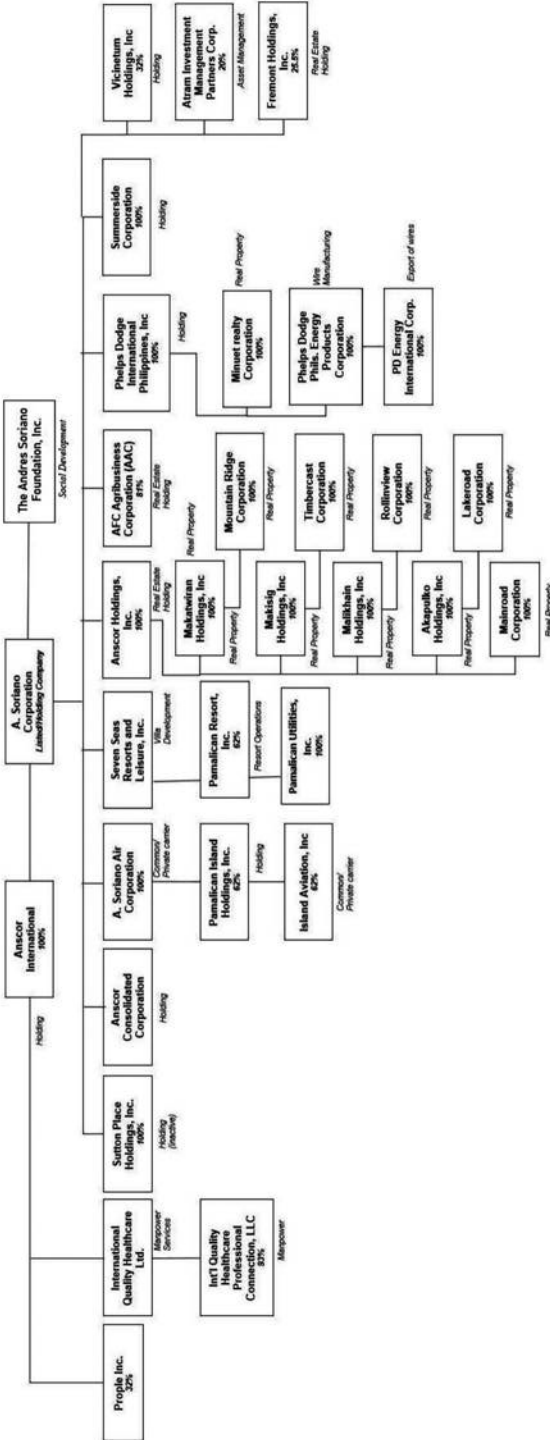 The Andres Soriano
Foundation, Inc.
Social Development
A. Soriano
Corporation
Listed/Holding Company
Anscor
International
100%
Holding
Prople Inc.
32%
International
Quality Healthcare
Ltd.
Manpower
Services
Int'l Quality
Healthcare
Professional
Connection, LLC
93%
Manpower
Sutton Place
Holdings, Inc.
100%
Holding
(Inactive)
Anscor
Consolidated
Corporation
Holding
A. Soriano Air
Corporation
100%
Common/
Private carrier
Pamalican Island
Holdings, Inc.
62%
Holding
Island Aviation, Inc
62%
Common/
Private carrier
Seven Seas
Resorts and
Leisure, Inc.
Villa
Development
Pamalican Resort,
Inc.
62%
Resort Operations
Pamalican Utilities,
Inc.
100%
Anscor Holdings,
Inc.
100%
Real Estate
Holding
Makatwiran
Holdings, Inc
100%
Real Property
Real Property
Mountain Ridge
Corporation
100%
Real Property
Makisig
Holdings, Inc
100%
Real Property
Timbercast
Corporation
100%
Real Property
Malikhain
Holdings, Inc
100%
Real Property
Rollinview
Corporation
100%
Real Property
Akapulko
Holdings, Inc
100%
Real Property
Lakeroad
Corporation
100%
Real Property
Mainroad
Corporation
100%
Real Property
AFC Agribusiness
Corporation (AAC)
81%
Real Estate
Holding
Phelps Dodge
International
Philippines, Inc
100%
Holding
Minuet realty
Corporation
100%
Real Property
Phelps Dodge
Phils. Energy
Products
Corporation
100%
Wire
Manufacturing
PD Energy
International Corp.
100%
Export of wires
Summerside
Corporation
100%
Holding
Vicinetum
Holdings, Inc
32%
Holding
Atram Investment
Management
Partners Corp.
20%
Asset Management
Fremont Holdings,
Inc.
25.5%
Real Estate
Holding